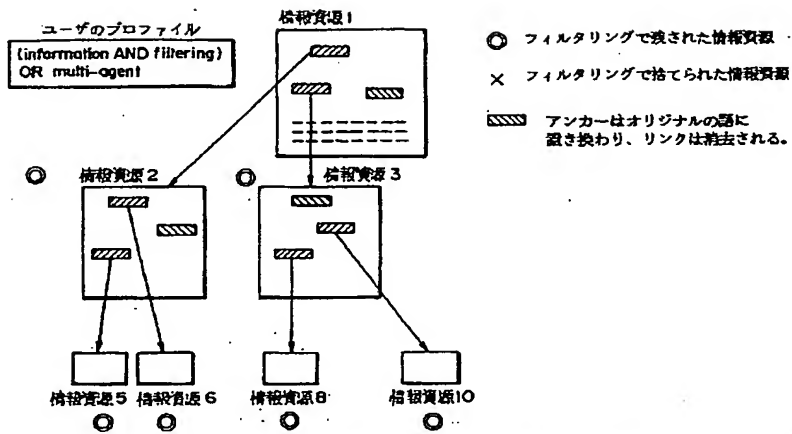 ユーザのプロファイル
(information AND filtering)
OR multi-agent
情報資源1
◎ フィルタリングで残された情報資源
× フィルタリングで捨てられた情報資源
アンカーはオリジナルの語に
置き換わり、リンクは消去される。
情報資源2
情報資源3
情報資源5
情報資源6
情報資源8
情報資源10